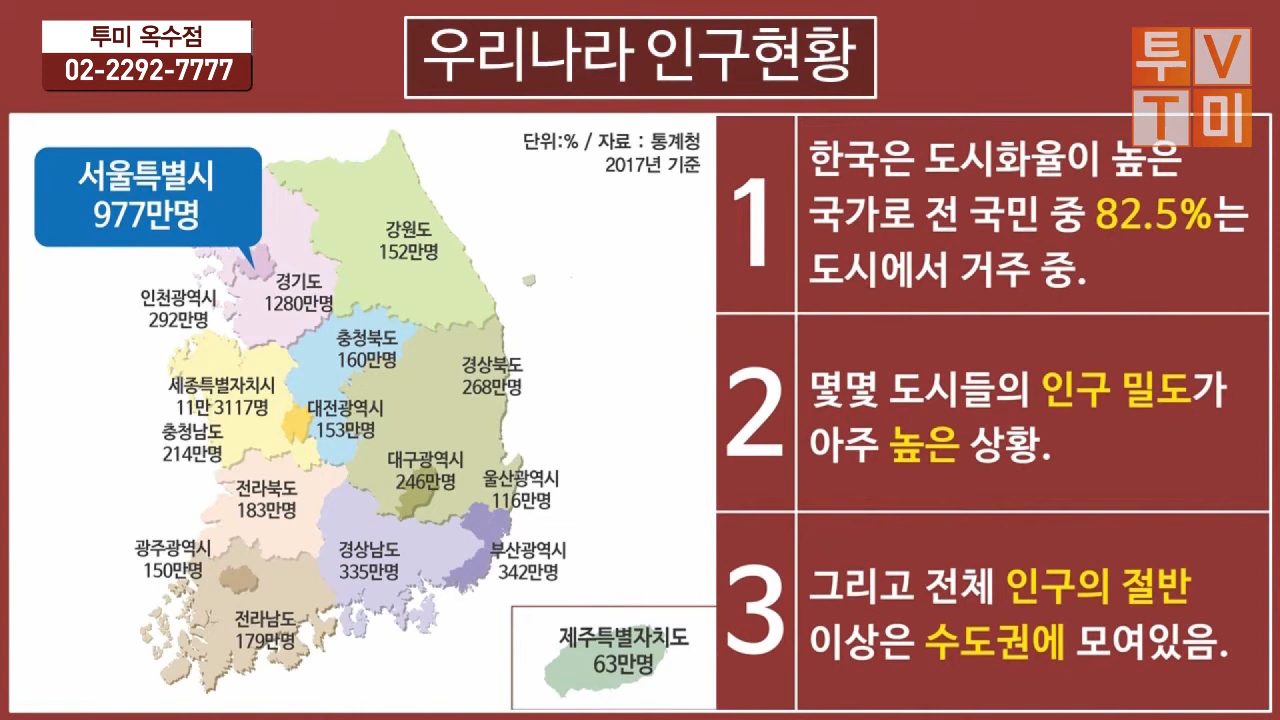 투미 옥수점
02-2292-7777
우리나라 인구현황
투V
T미
단위:% / 자료 : 통계청
2017년 기준
서울특별시
977만명
강원도
152만명
경기도
1280만명
인천광역시
292만명
충청북도
160만명
경상북도
268만명
세종특별자치시
11만 3117명
충청남도
214만명
대전광역시
153만명
대구광역시
246만명
울산광역시
116만명
전라북도
183만명
광주광역시
150만명
경상남도
335만명
부산광역시
342만명
전라남도
179만명
제주특별자치도
63만명
1
한국은 도시화율이 높은
국가로 전 국민 중 82.5%는
도시에서 거주 중.
2
몇몇 도시들의 인구 밀도가
아주 높은 상황.
3
그리고 전체 인구의 절반
이상은 수도권에 모여있음.